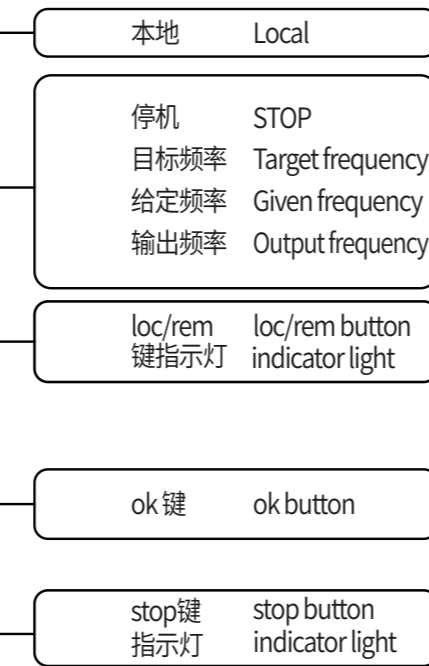 本地 Local
停机 STOP
目标频率 Target frequency
给定频率 Given frequency
输出频率 Output frequency
loc/rem loc/rem button
键指示灯 indicator light
ok 键 ok button
stop键 stop button
指示灯 indicator light